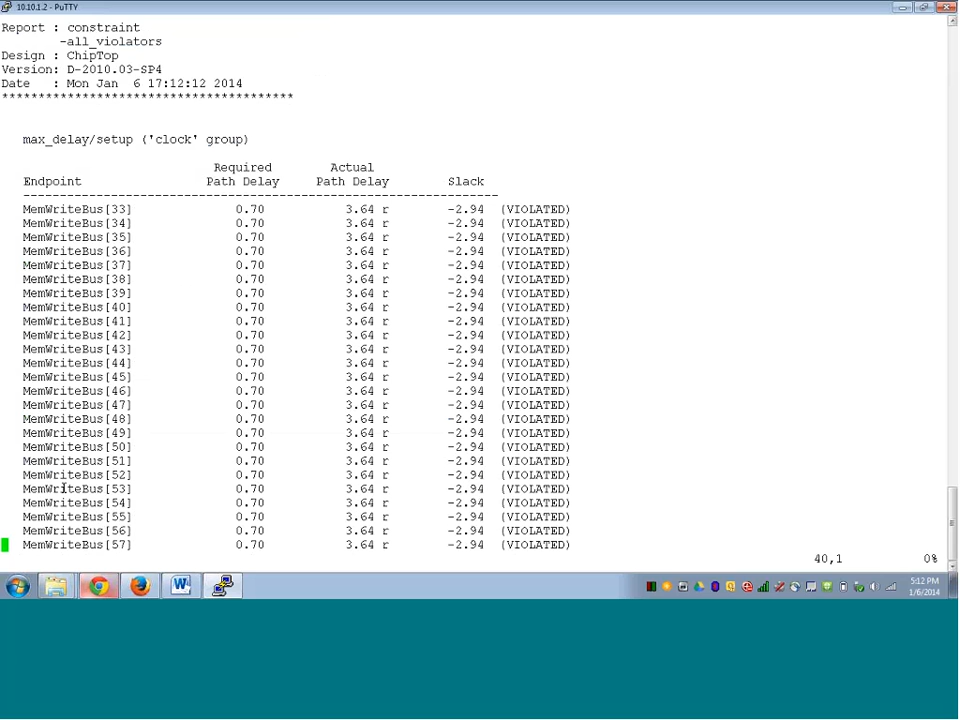 10.10.1.2 - PuTTY
Report : constraint
-all_violators
Design : ChipTop
Version: D-2010.03-SP4
Date   : Mon Jan  6 17:12:12 2014
****************************************
max_delay/setup ('clock' group)
Required Actual
Endpoint Path Delay Path Delay Slack
-----------------------------------------------------------------
MemWriteBus[33] 0.70 3.64 r -2.94 (VIOLATED)
MemWriteBus[34] 0.70 3.64 r -2.94 (VIOLATED)
MemWriteBus[35] 0.70 3.64 r -2.94 (VIOLATED)
MemWriteBus[36] 0.70 3.64 r -2.94 (VIOLATED)
MemWriteBus[37] 0.70 3.64 r -2.94 (VIOLATED)
MemWriteBus[38] 0.70 3.64 r -2.94 (VIOLATED)
MemWriteBus[39] 0.70 3.64 r -2.94 (VIOLATED)
MemWriteBus[40] 0.70 3.64 r -2.94 (VIOLATED)
MemWriteBus[41] 0.70 3.64 r -2.94 (VIOLATED)
MemWriteBus[42] 0.70 3.64 r -2.94 (VIOLATED)
MemWriteBus[43] 0.70 3.64 r -2.94 (VIOLATED)
MemWriteBus[44] 0.70 3.64 r -2.94 (VIOLATED)
MemWriteBus[45] 0.70 3.64 r -2.94 (VIOLATED)
MemWriteBus[46] 0.70 3.64 r -2.94 (VIOLATED)
MemWriteBus[47] 0.70 3.64 r -2.94 (VIOLATED)
MemWriteBus[48] 0.70 3.64 r -2.94 (VIOLATED)
MemWriteBus[49] 0.70 3.64 r -2.94 (VIOLATED)
MemWriteBus[50] 0.70 3.64 r -2.94 (VIOLATED)
MemWriteBus[51] 0.70 3.64 r -2.94 (VIOLATED)
MemWriteBus[52] 0.70 3.64 r -2.94 (VIOLATED)
MemWriteBus[53] 0.70 3.64 r -2.94 (VIOLATED)
MemWriteBus[54] 0.70 3.64 r -2.94 (VIOLATED)
MemWriteBus[55] 0.70 3.64 r -2.94 (VIOLATED)
MemWriteBus[56] 0.70 3.64 r -2.94 (VIOLATED)
MemWriteBus[57] 0.70 3.64 r -2.94 (VIOLATED)
40,1 0%
5:12 PM
1/6/2014